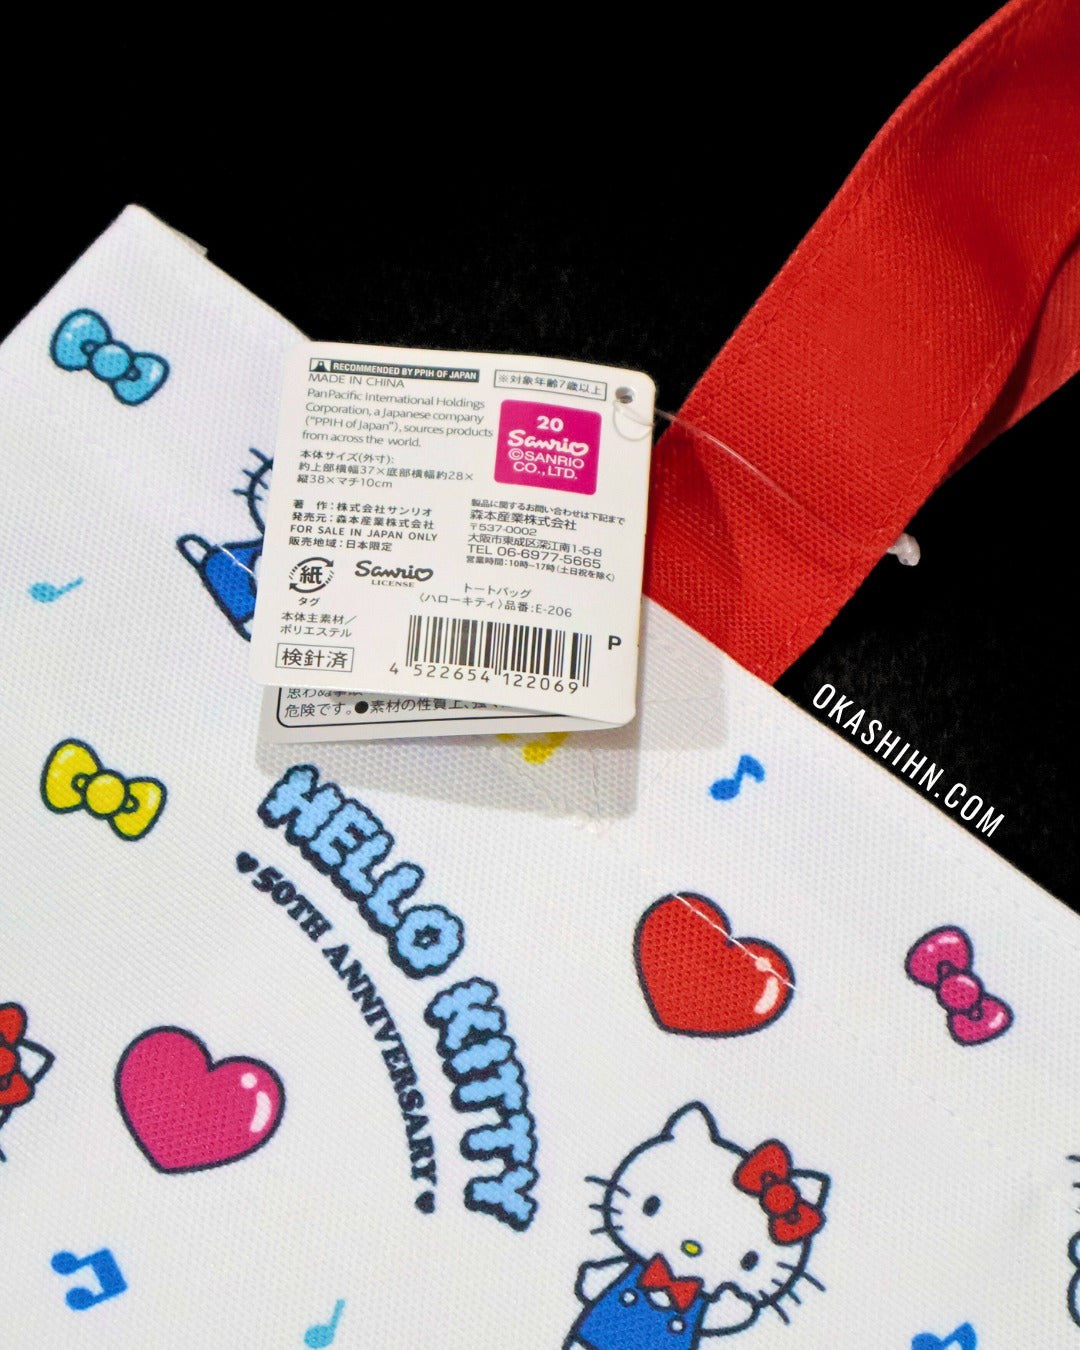 RECOMMENDED BY PPIH OF JAPAN
MADE IN CHINA
PanPacific International Holdings
Corporation, a Japanese company
("PPIH of Japan"), sources products
from across the world.
本体サイズ(外寸):
約上部横幅37×底部横幅約28×
縦38×マチ10cm
※対象年齢7歳以上
20
Sanrio
©SANRIO
CO.,LTD.
著 作:株式会社サンリオ
発売元:森本産業株式会社
FOR SALE IN JAPAN ONLY
販売地域:日本限定
製品に関するお問い合わせは下記まで
森本産業株式会社
〒537-0002
大阪市東成区深江南1-5-8
TEL 06-6977-5665
営業時間:10時~17時(土日祝を除く)
紙
タグ
Sanrio
LICENSE
トートバッグ
〈ハローキティ〉品番:E-206
本体主素材/
ポリエステル
検針済
P
4 522654 122069
危険です。●素材の性質上、
OKASHIHN.COM
HELLO KITTY
50TH ANNIVERSARY